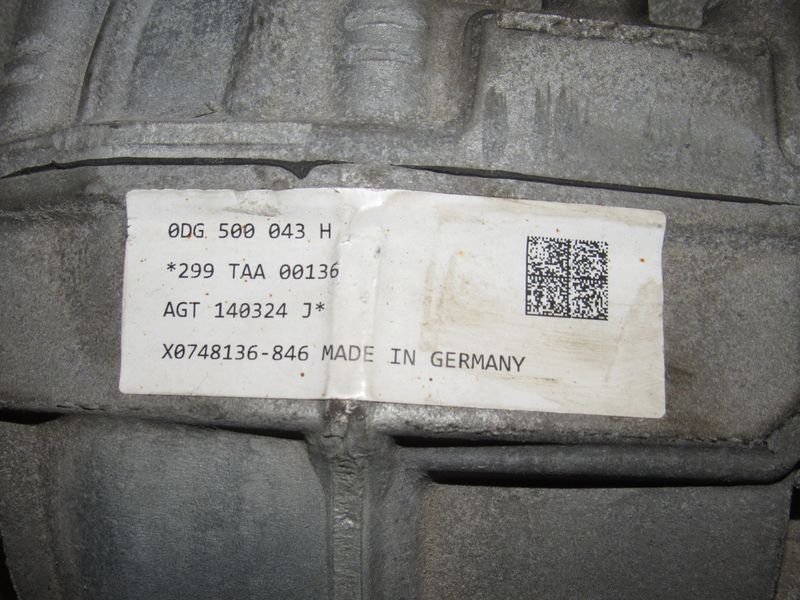 0DG 500 043 H
*299 TAA 00136
AGT 140324 J*
X0748136-846 MADE IN GERMANY